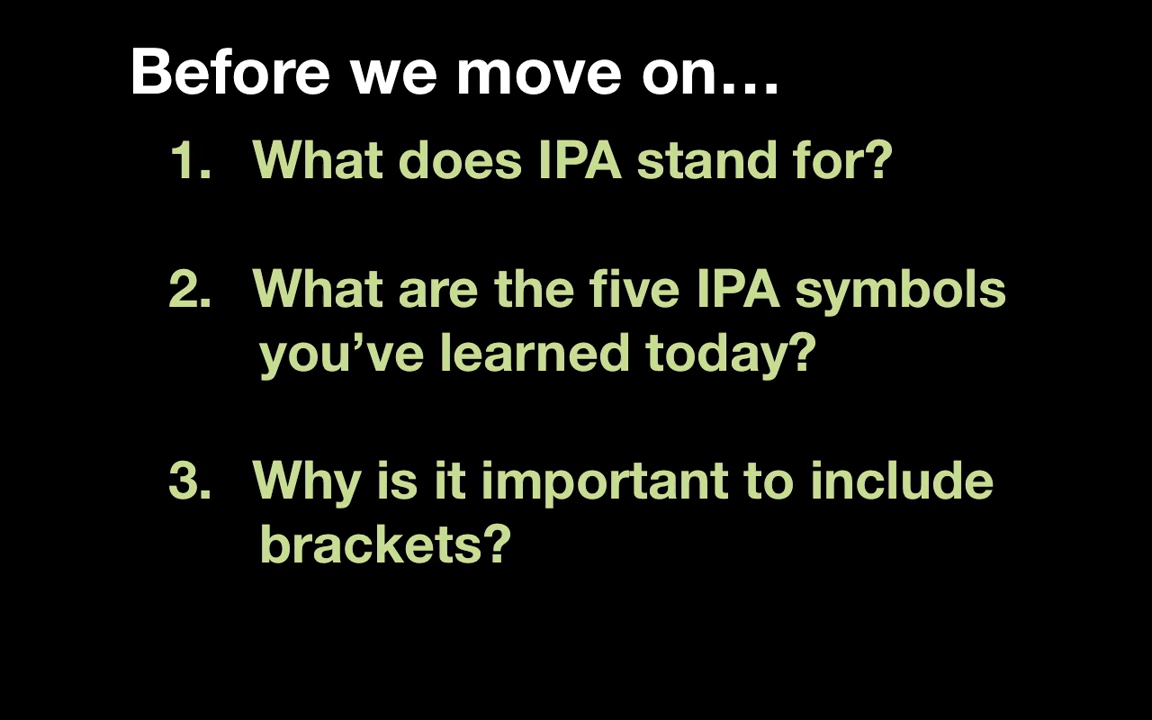 Before we move on…
1. What does IPA stand for?
2. What are the five IPA symbols
you’ve learned today?
3. Why is it important to include
brackets?